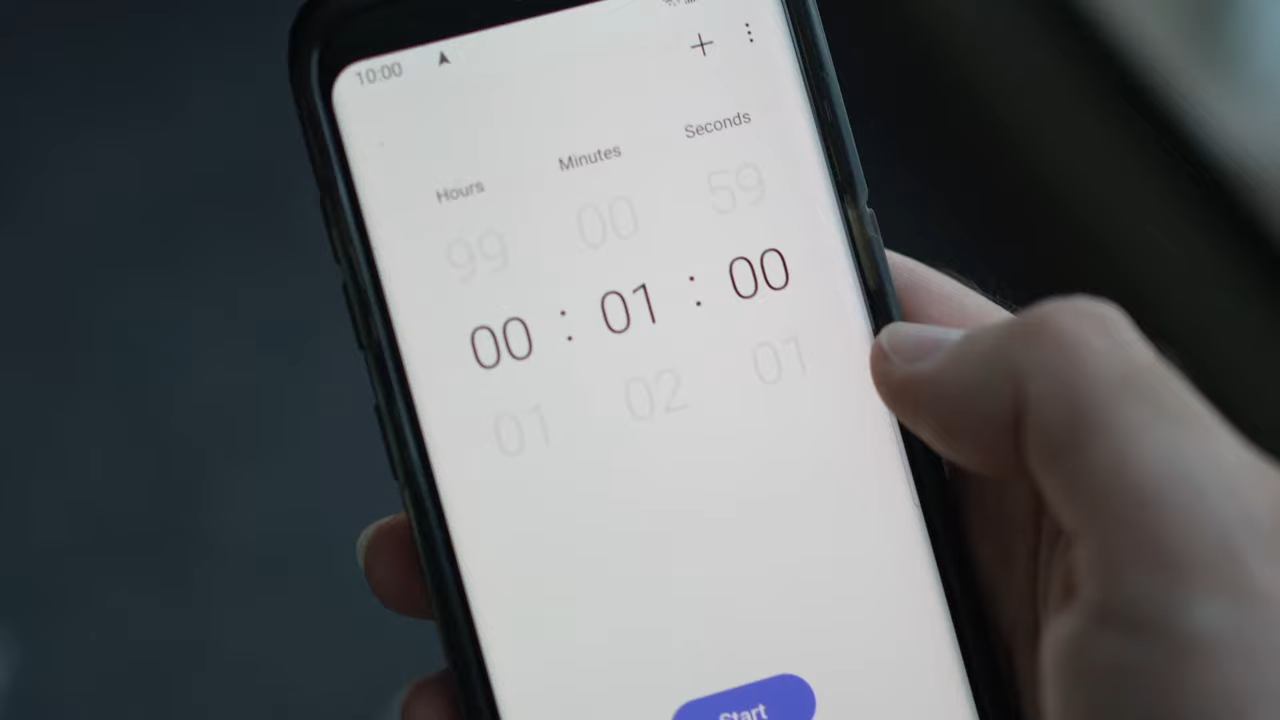 10:00
Hours Minutes Seconds
99 00 59
00 : 01 : 00
01 02 01
Start